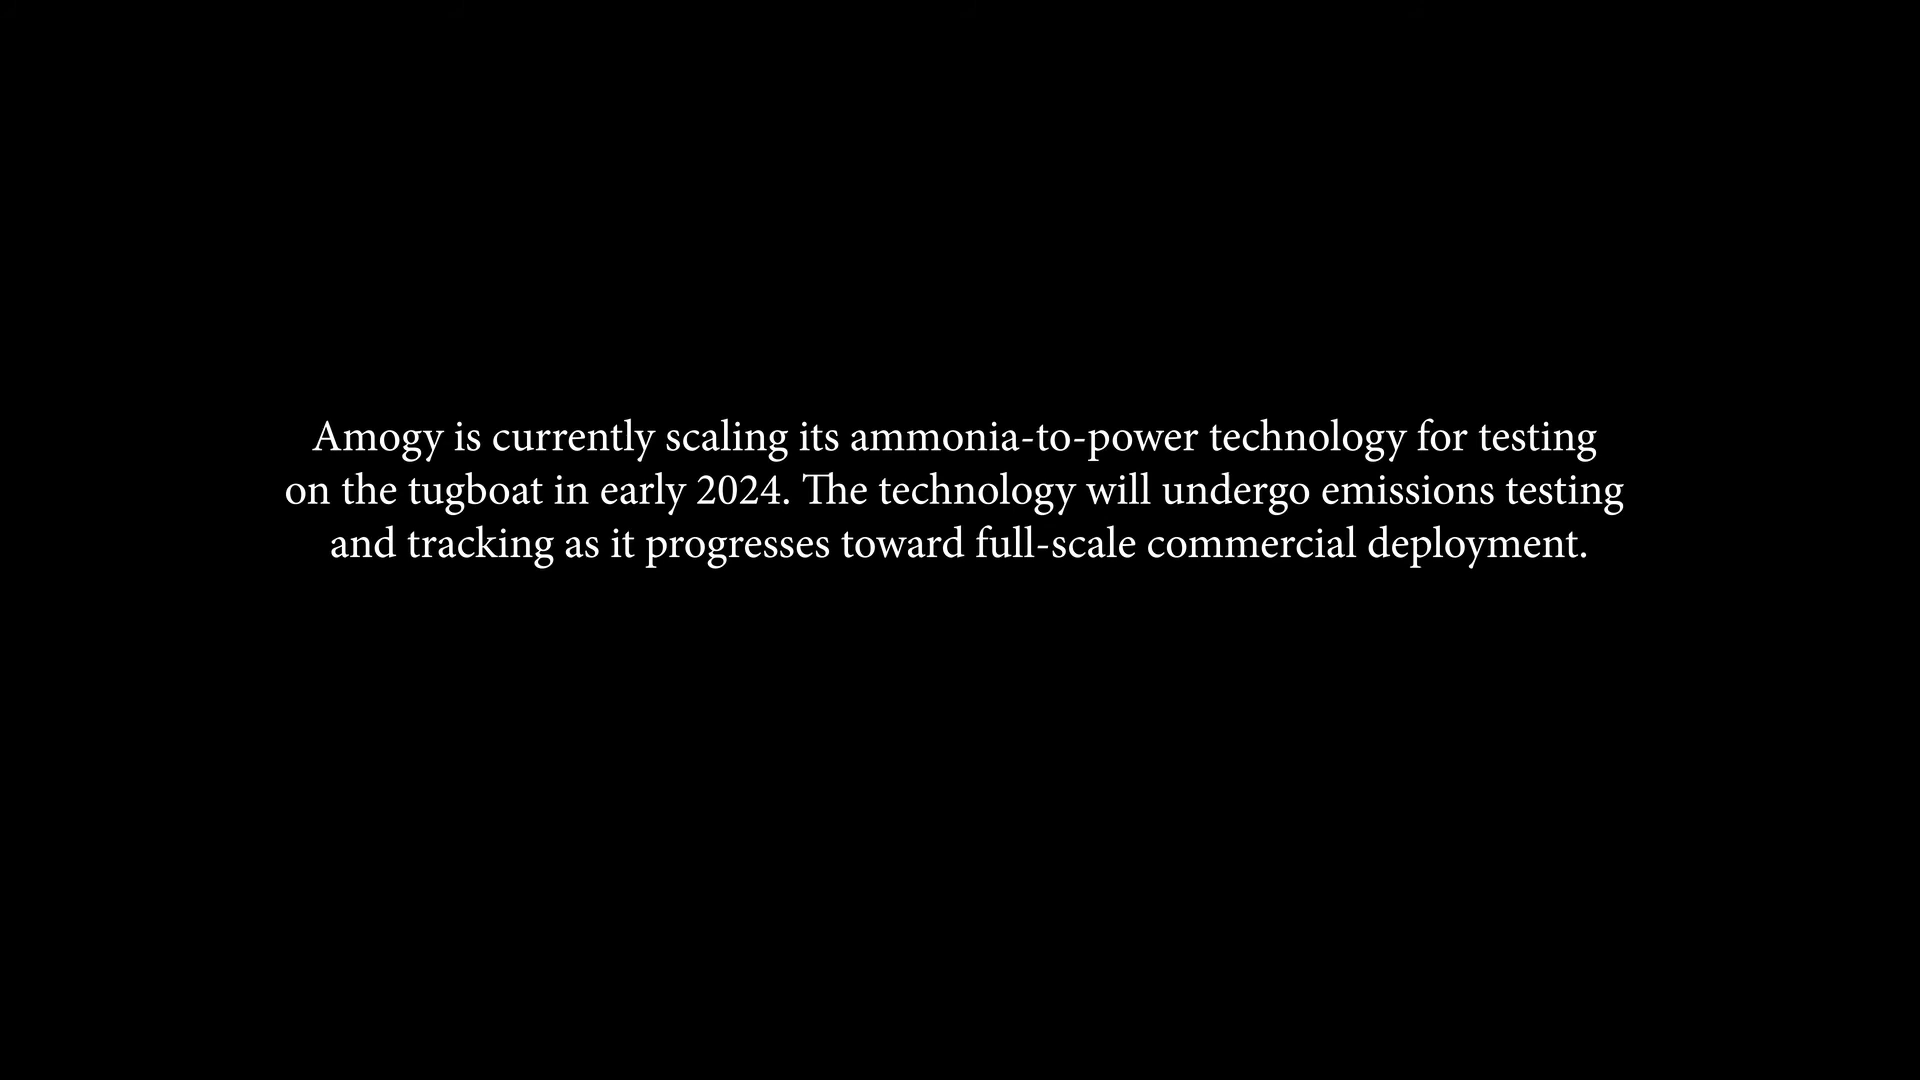 Amogy is currently scaling its ammonia-to-power technology for testing
on the tugboat in early 2024. The technology will undergo emissions testing
and tracking as it progresses toward full-scale commercial deployment.